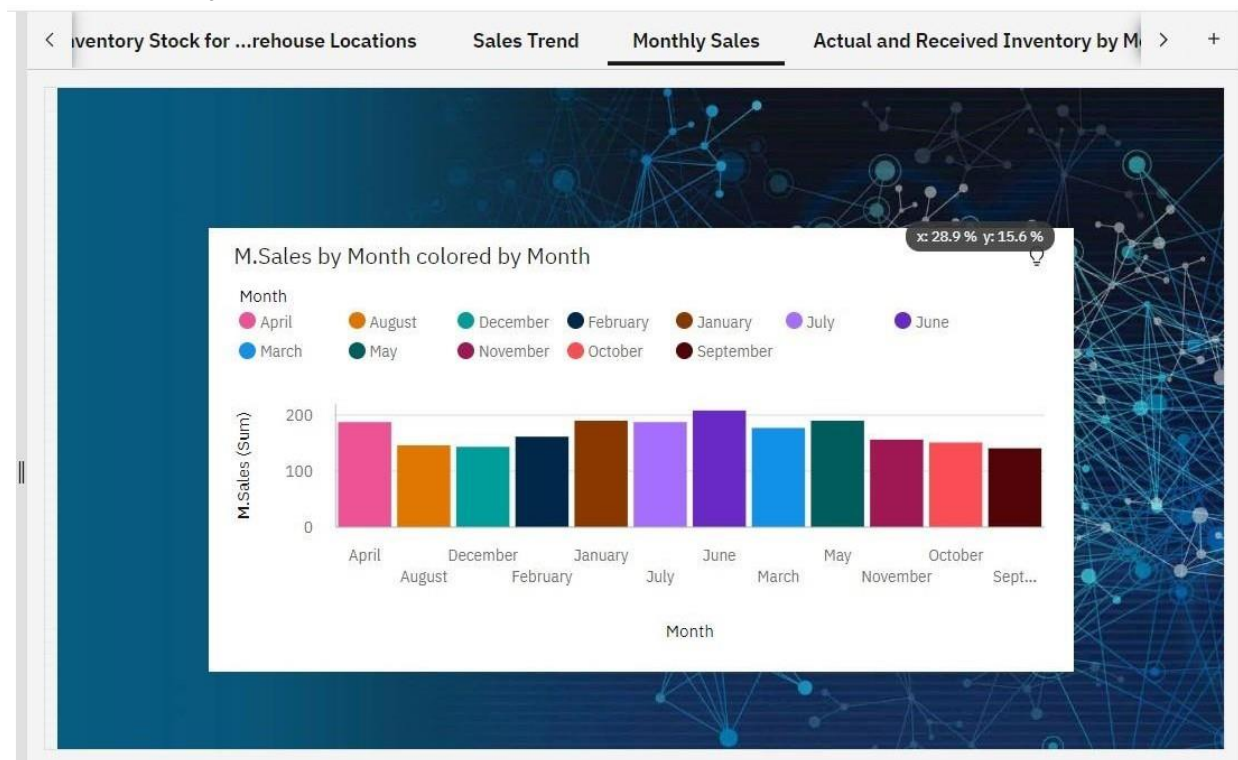 ventory Stock for ...rehouse Locations Sales Trend Monthly Sales Actual and Received Inventory by M
x: 28.9 % y: 15.6 %
M.Sales by Month colored by Month
Month
April August December February January July June
March May November October September
M.Sales (Sum)
200
100
0
April December January June May October
August February July March November Sept...
Month